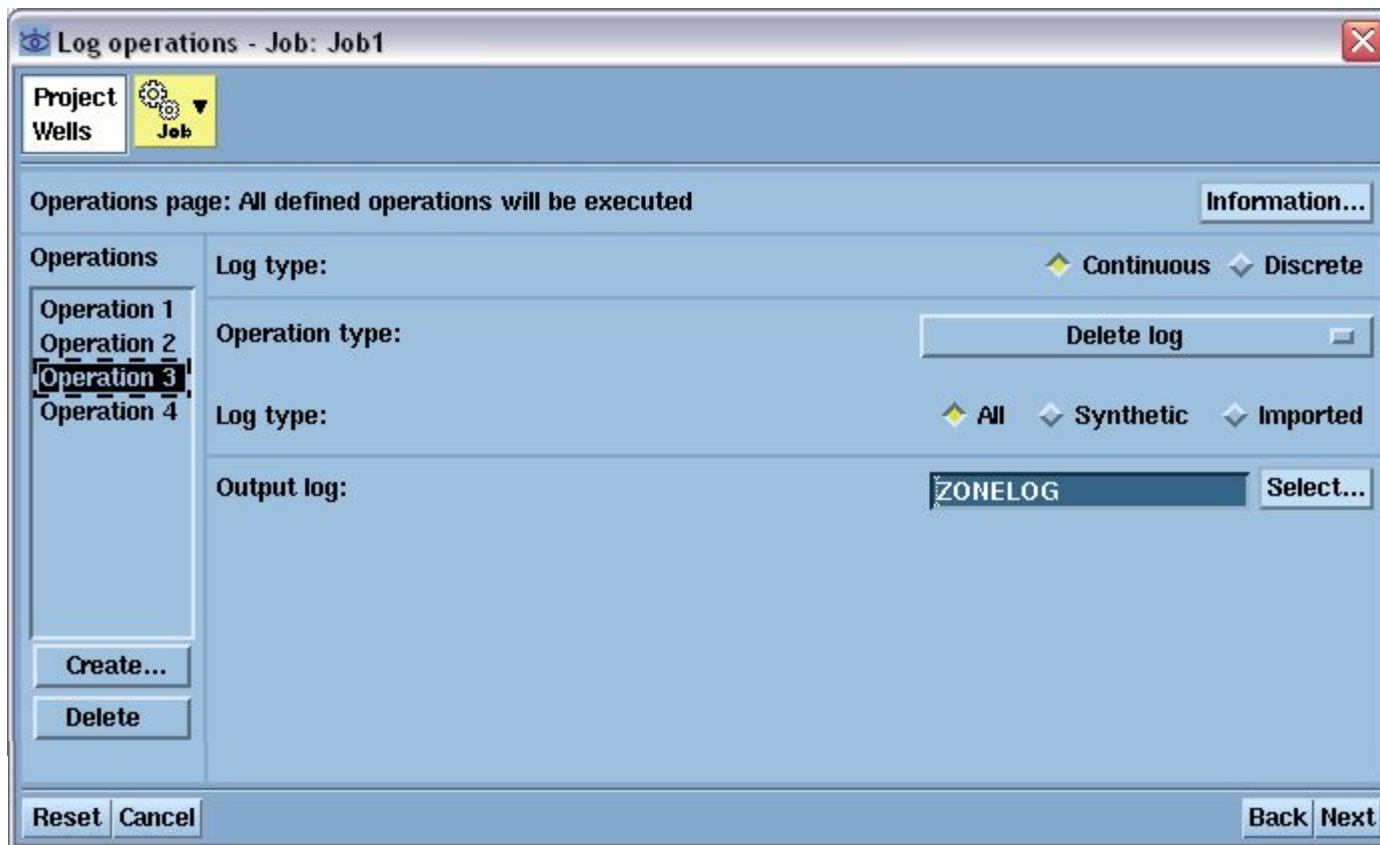 Log operations - Job: Job1
Project
Wells
Job
Operations page: All defined operations will be executed
Information...
Operations
Operation 1
Operation 2
Operation 3
Operation 4
Create...
Delete
Log type:
Continuous Discrete
Operation type:
Delete log
Log type:
All Synthetic Imported
Output log:
ZONELOG
Select...
Reset Cancel
Back Next